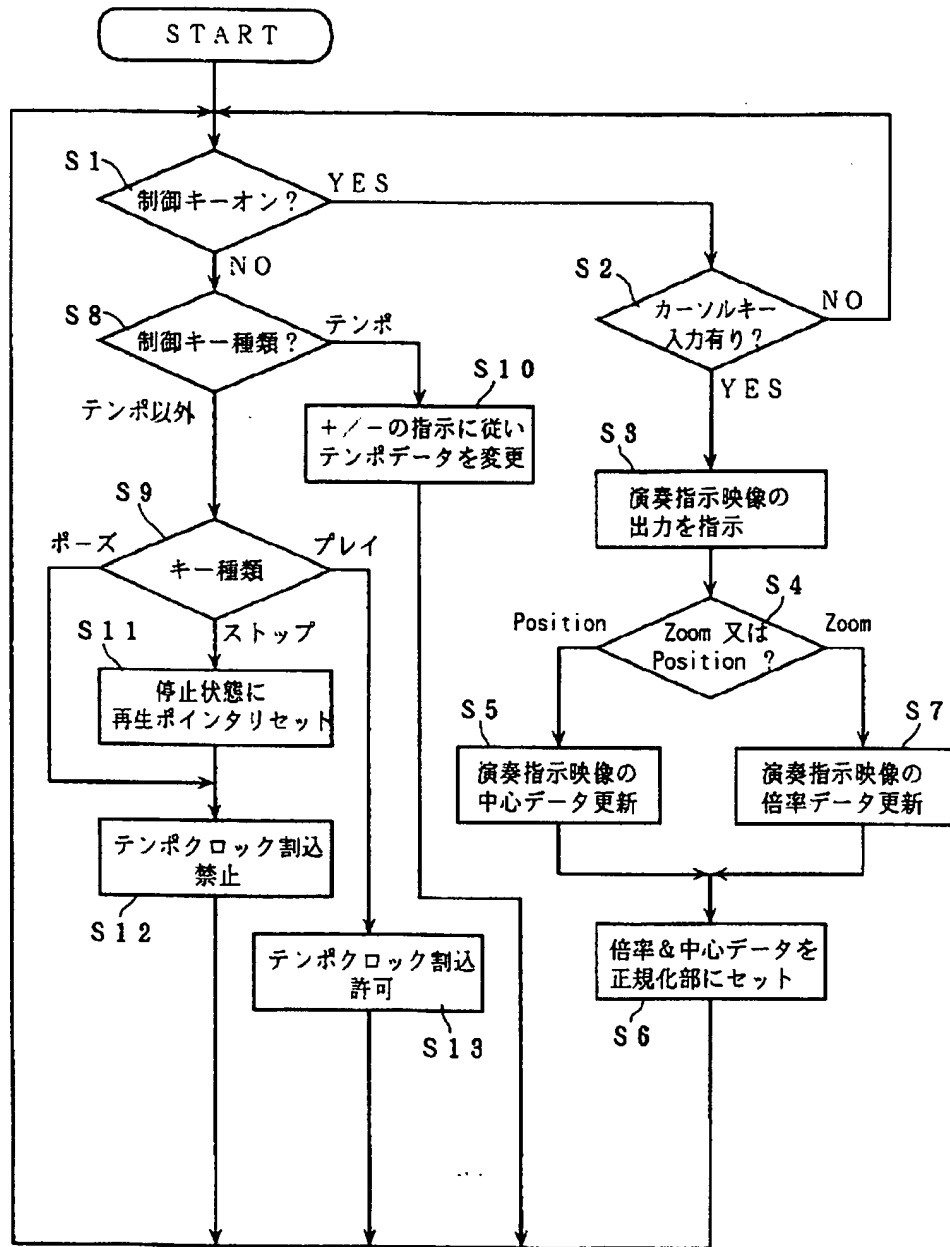 START
S1
制御キーオン？
YES
NO
S2
カーソルキー
入力有り？
NO
YES
S8
制御キー種類？
テンポ
テンポ以外
S10
＋／－の指示に従い
テンポデータを変更
S3
演奏指示映像の
出力を指示
S9
ポーズ
キー種類
プレイ
ストップ
S4
Position
Zoom 又は
Position ？
Zoom
S11
停止状態に
再生ポインタリセット
S5
演奏指示映像の
中心データ更新
S7
演奏指示映像の
倍率データ更新
テンポクロック割込
禁止
S12
テンポクロック割込
許可
S13
倍率＆中心データを
正規化部にセット
S6